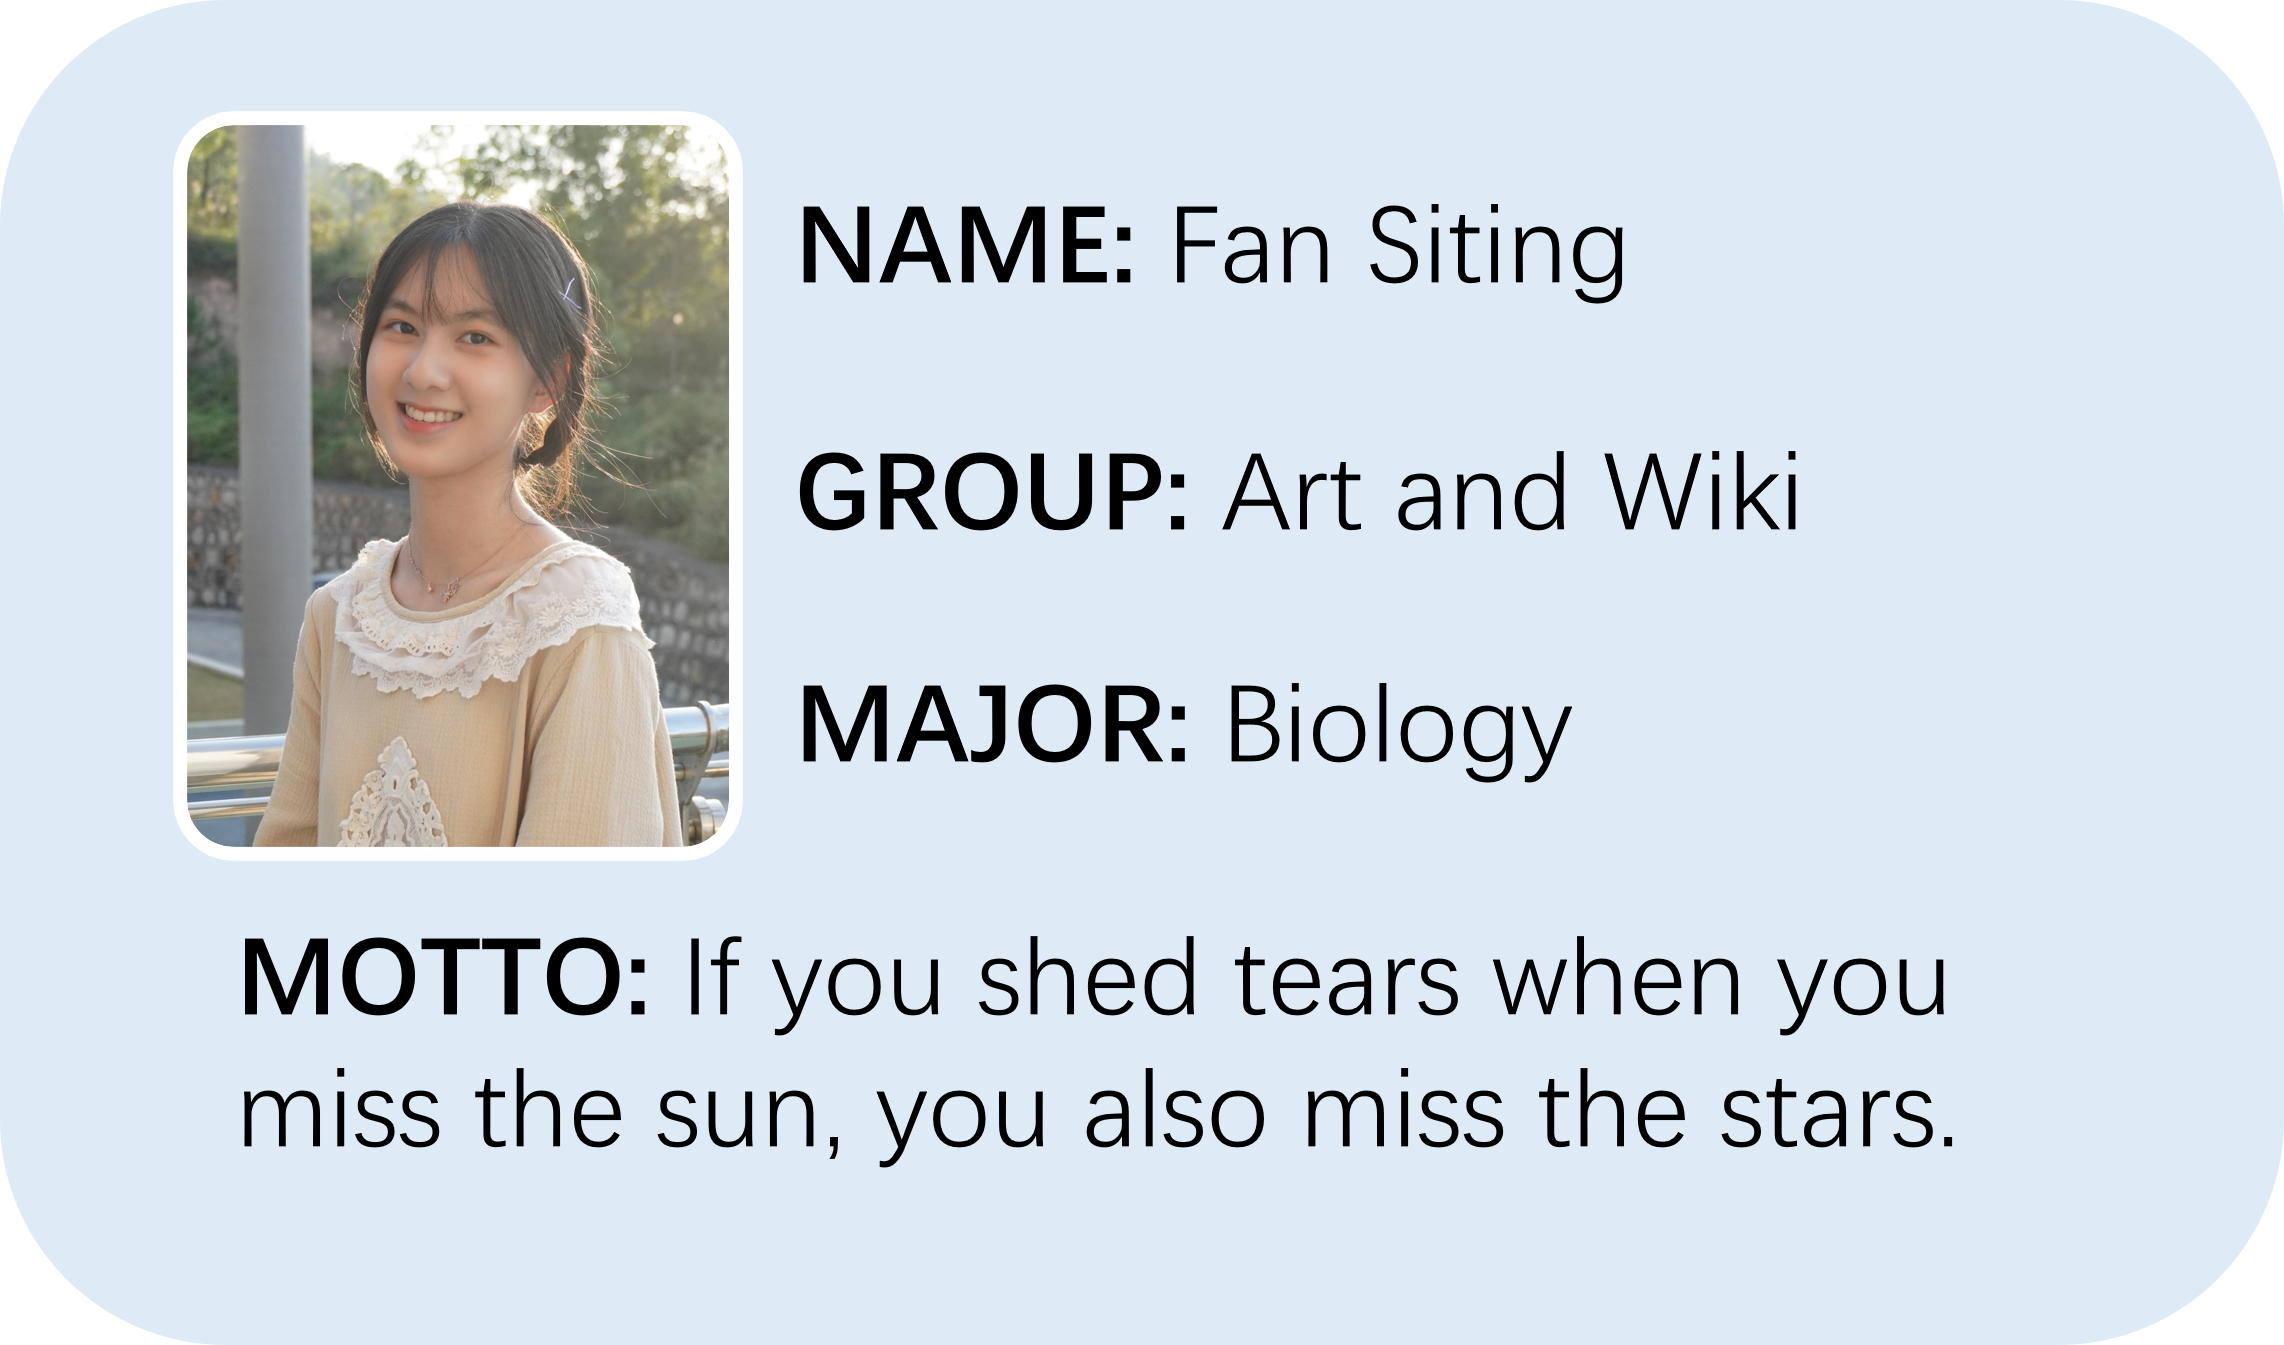 NAME: Fan Siting
GROUP: Art and Wiki
MAJOR: Biology
MOTTO: If you shed tears when you
miss the sun, you also miss the stars.